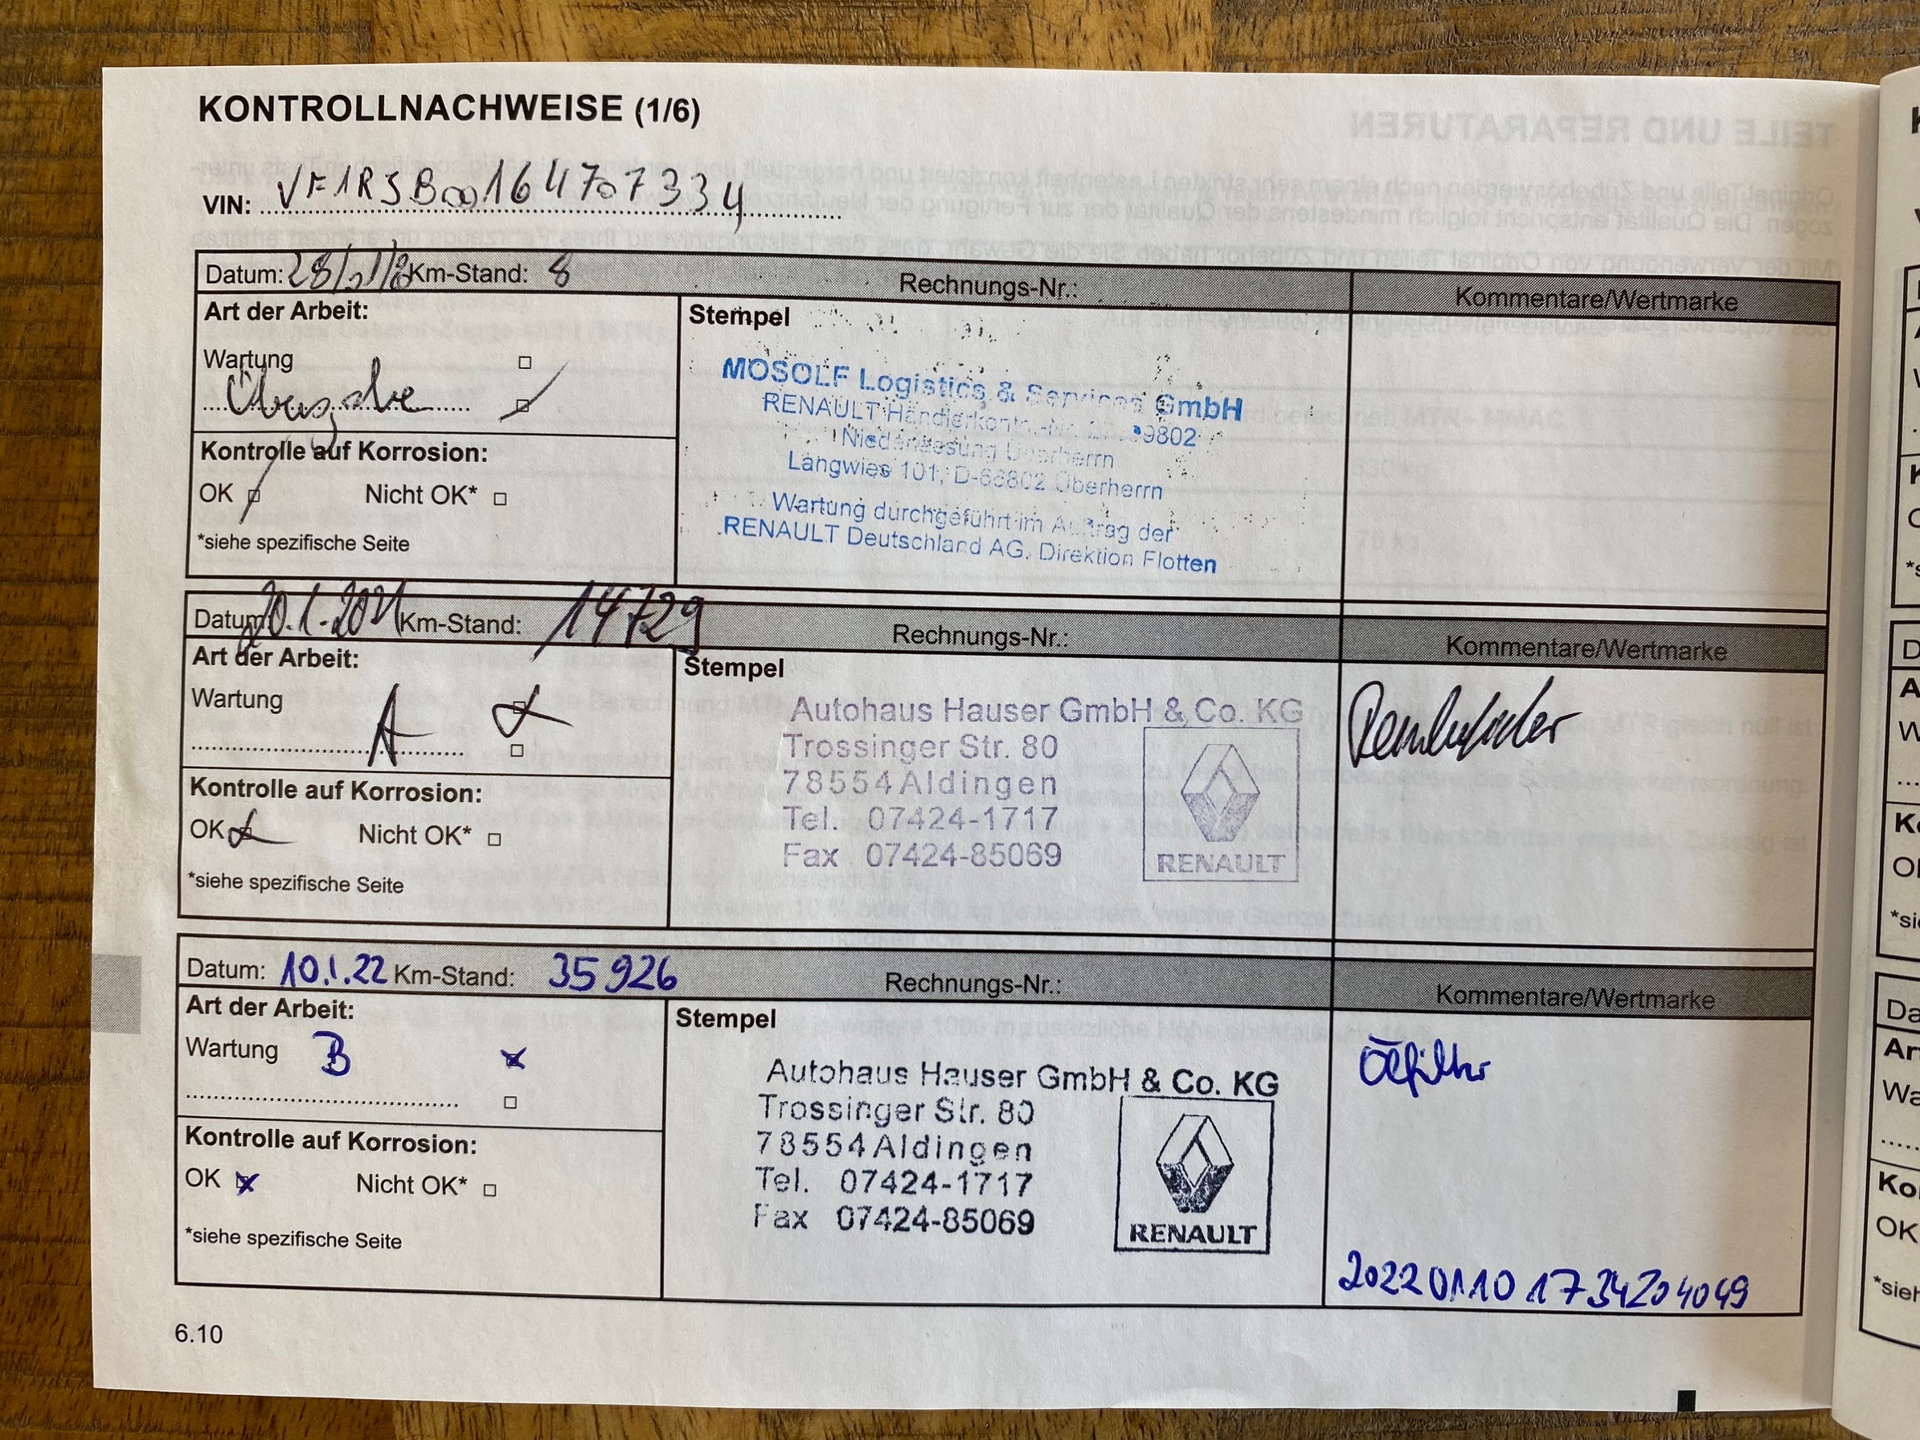 KONTROLLNACHWEISE (1/6)
VIN: VF1RJB00164707334
Datum: Km-Stand: 8 Rechnungs-Nr.: Kommentare/Wertmarke
Art der Arbeit:
Stempel
Wartung
Übergabe
MOSOLF Logistics & Services GmbH
RENAULT Händlerkonto-Nr. 9802
Niederlassung Überherrn
Langwies 101, D-66802 Überherrn
Wartung durchgeführt im Auftrag der
RENAULT Deutschland AG. Direktion Flotten
Kontrolle auf Korrosion:
OK Nicht OK*
*siehe spezifische Seite
Datum: 20.1.2021 Km-Stand: 14729 Rechnungs-Nr.: Kommentare/Wertmarke
Art der Arbeit:
Stempel
Wartung A
Autohaus Hauser GmbH & Co. KG
Trossinger Str. 80
78554 Aldingen
Tel. 07424-1717
Fax 07424-85069
RENAULT
Kontrolle auf Korrosion:
OK Nicht OK*
*siehe spezifische Seite
Datum: 10.1.22 Km-Stand: 35926 Rechnungs-Nr.: Kommentare/Wertmarke
Art der Arbeit:
Stempel
Wartung B
Autohaus Hauser GmbH & Co. KG
Trossinger Str. 80
78554 Aldingen
Tel. 07424-1717
Fax 07424-85069
RENAULT
Ölfilter
Kontrolle auf Korrosion:
OK Nicht OK*
*siehe spezifische Seite
20220110 1734204049
6.10